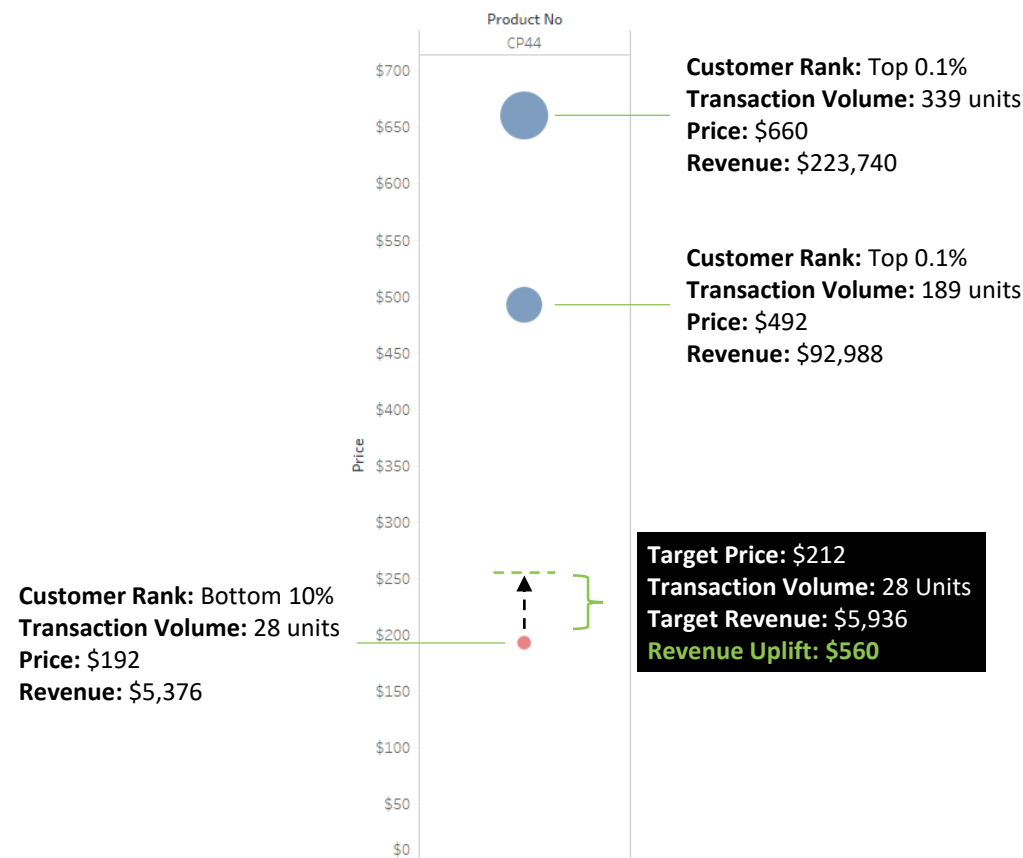 Product No
CP44
$700
$650
$600
$550
$500
$450
$400
$350
$300
$250
$200
$150
$100
$50
$0
Price
Customer Rank: Top 0.1%
Transaction Volume: 339 units
Price: $660
Revenue: $223,740
Customer Rank: Top 0.1%
Transaction Volume: 189 units
Price: $492
Revenue: $92,988
Target Price: $212
Transaction Volume: 28 Units
Target Revenue: $5,936
Revenue Uplift: $560
Customer Rank: Bottom 10%
Transaction Volume: 28 units
Price: $192
Revenue: $5,376